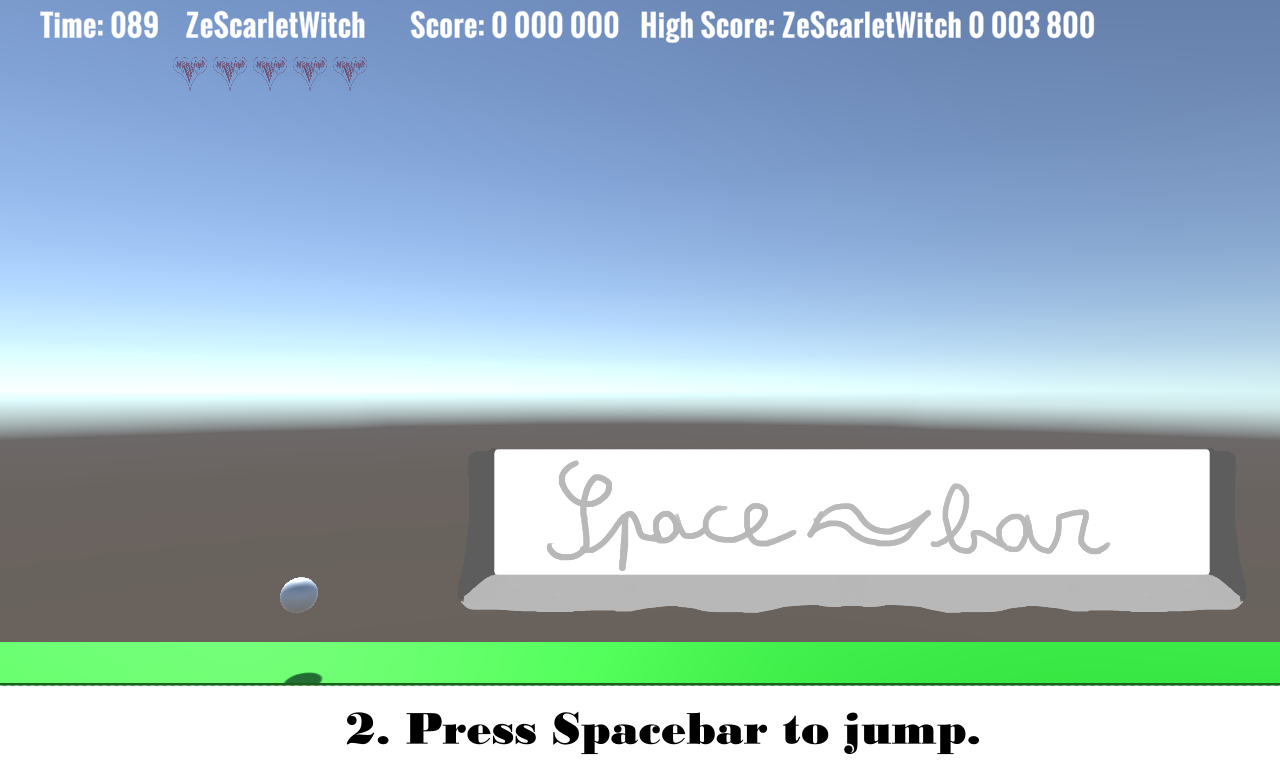 Time: 089 ZeScarletWitch Score: 0 000 000 High Score: ZeScarletWitch 0 003 800
Space~bar
2. Press Spacebar to jump.